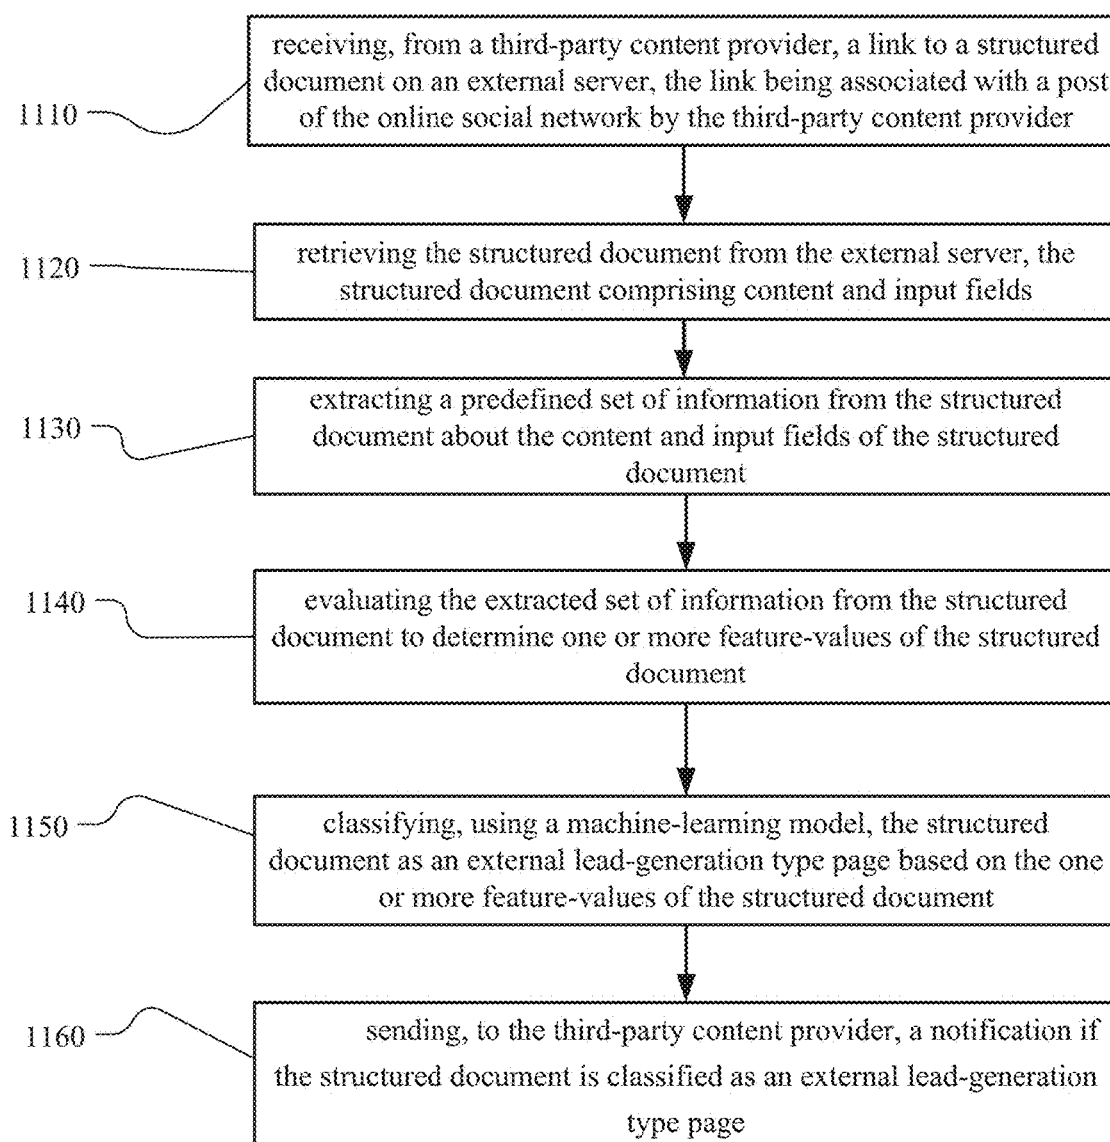 receiving, from a third-party content provider, a link to a structured
document on an external server, the link being associated with a post
of the online social network by the third-party content provider
1110
retrieving the structured document from the external server, the
structured document comprising content and input fields
1120
extracting a predefined set of information from the structured
document about the content and input fields of the structured
document
1130
evaluating the extracted set of information from the structured
document to determine one or more feature-values of the structured
document
1140
classifying, using a machine-learning model, the structured
document as an external lead-generation type page based on the one
or more feature-values of the structured document
1150
sending, to the third-party content provider, a notification if
the structured document is classified as an external lead-generation
type page
1160